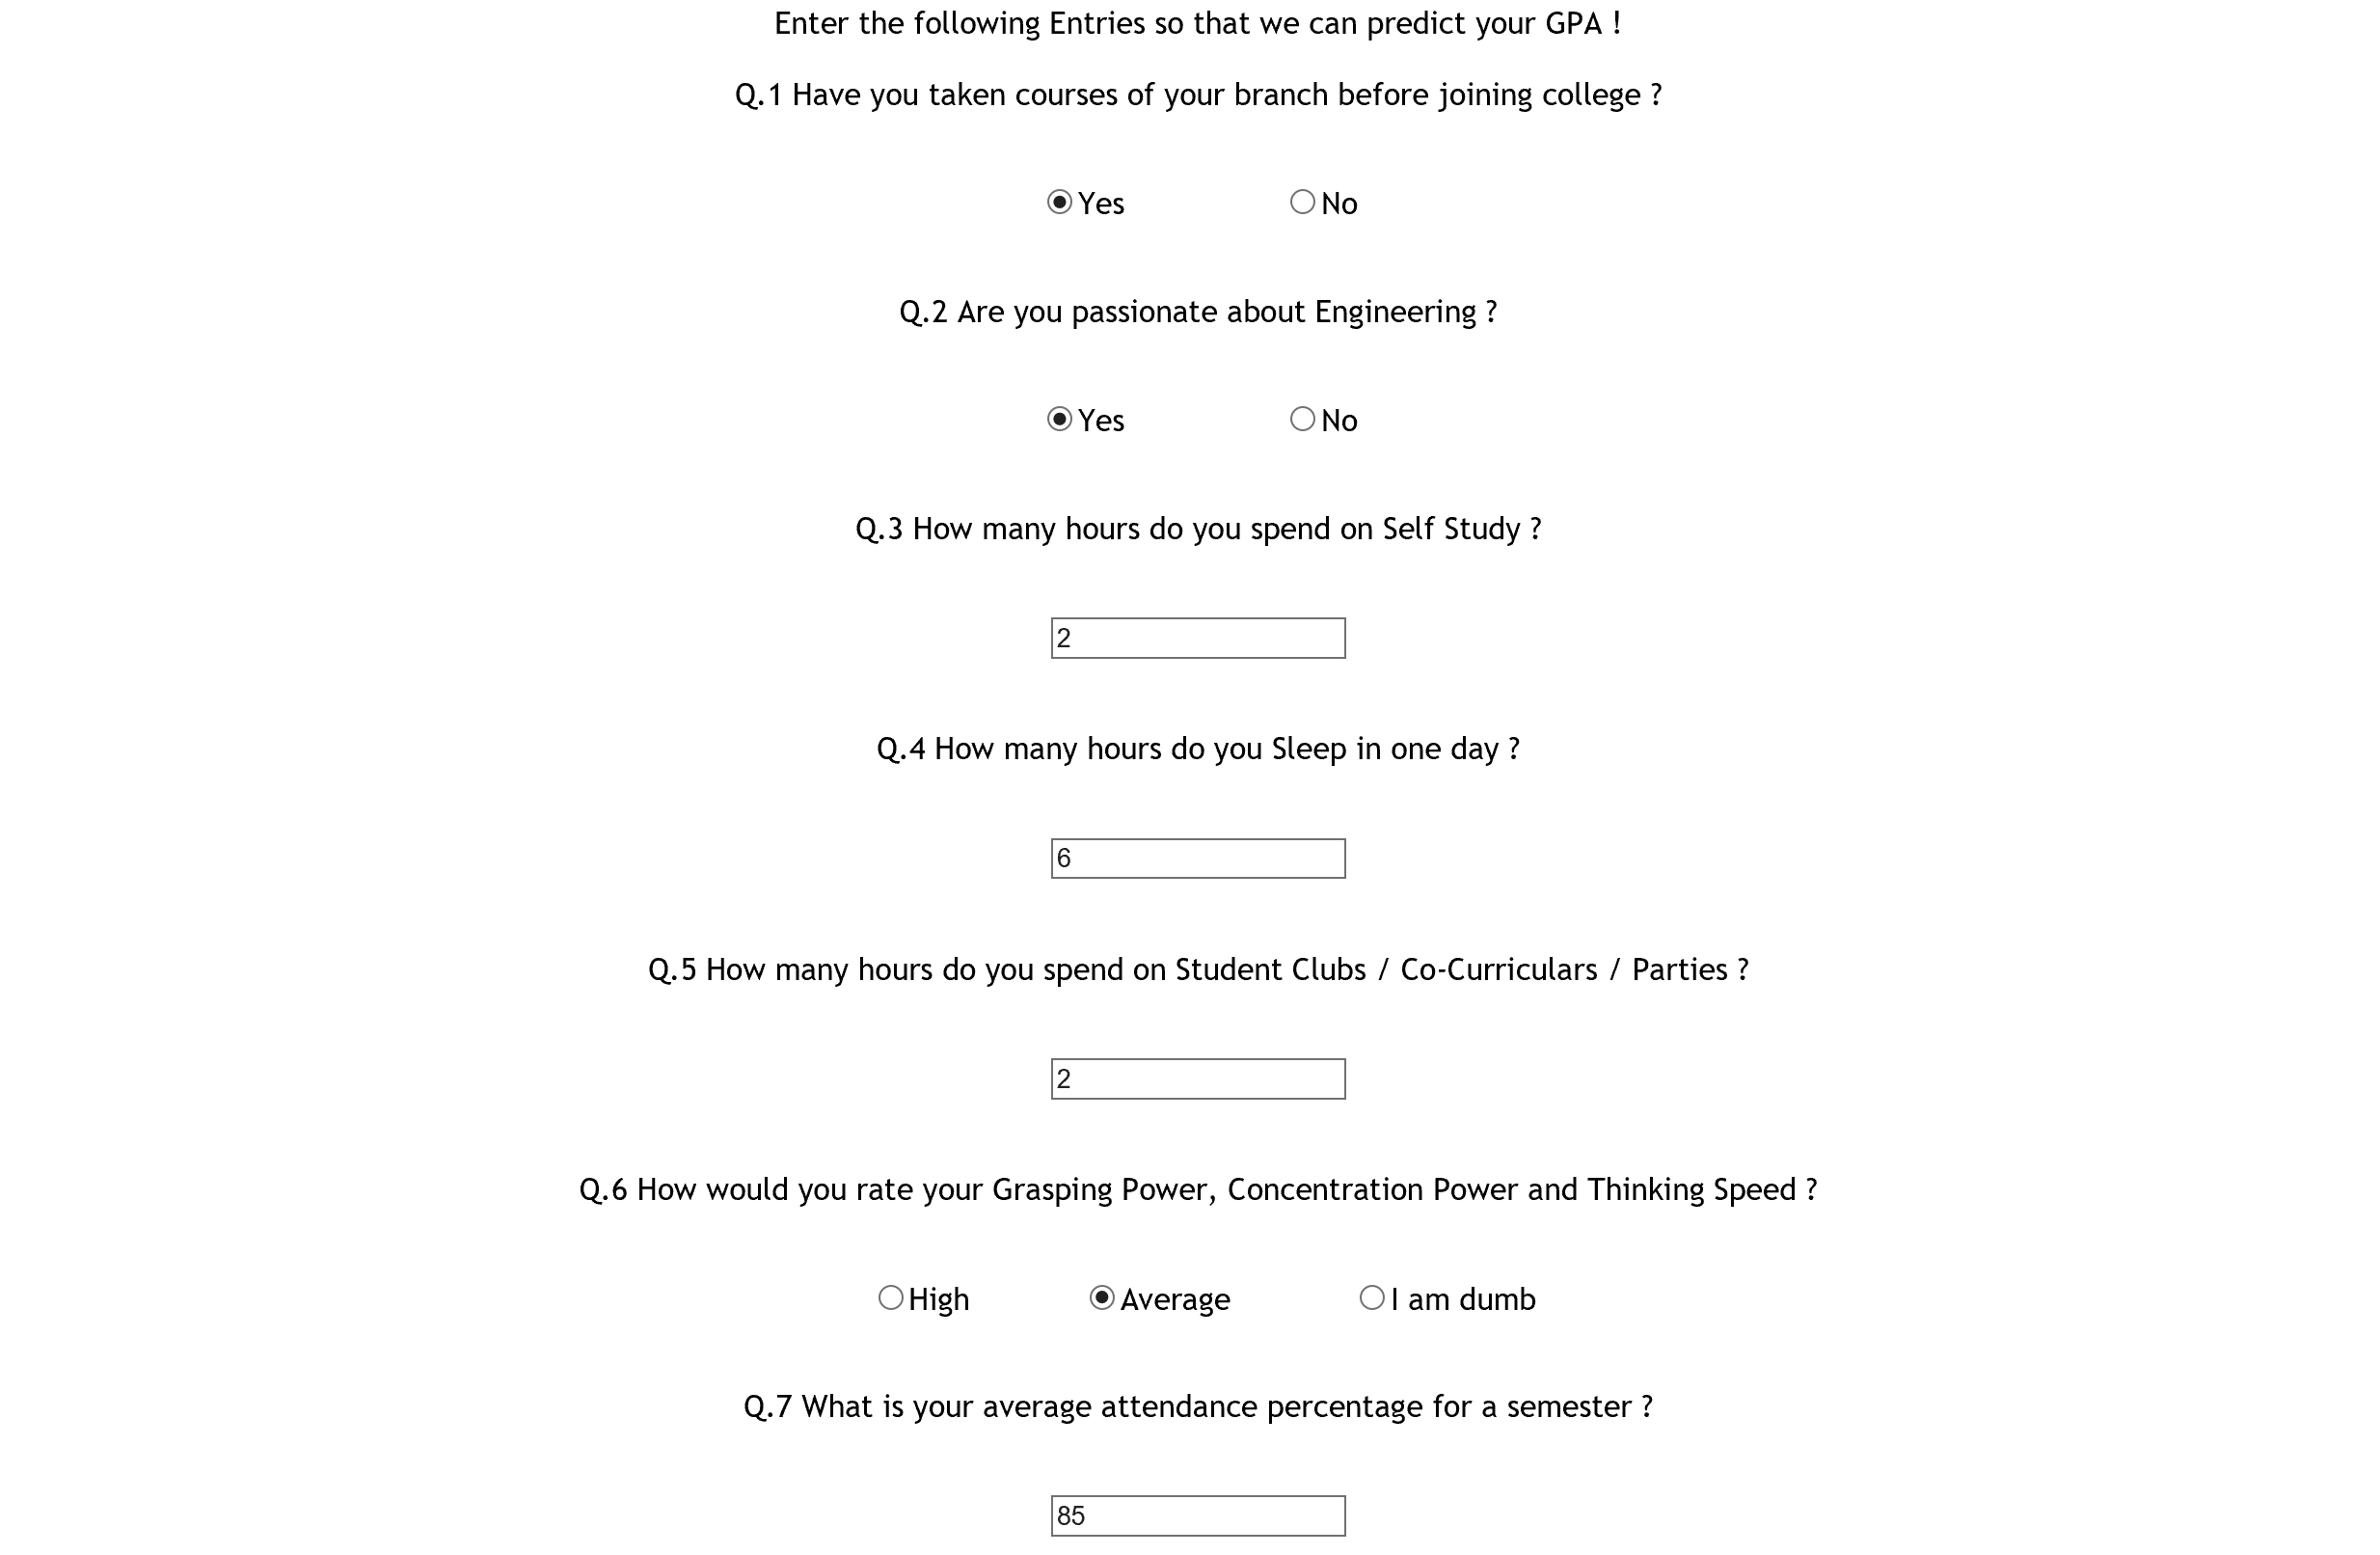 Enter the following Entries so that we can predict your GPA !
Q.1 Have you taken courses of your branch before joining college ?
Yes No
Q.2 Are you passionate about Engineering ?
Yes No
Q.3 How many hours do you spend on Self Study ?
2
Q.4 How many hours do you Sleep in one day ?
6
Q.5 How many hours do you spend on Student Clubs / Co-Curriculars / Parties ?
2
Q.6 How would you rate your Grasping Power, Concentration Power and Thinking Speed ?
High Average I am dumb
Q.7 What is your average attendance percentage for a semester ?
85